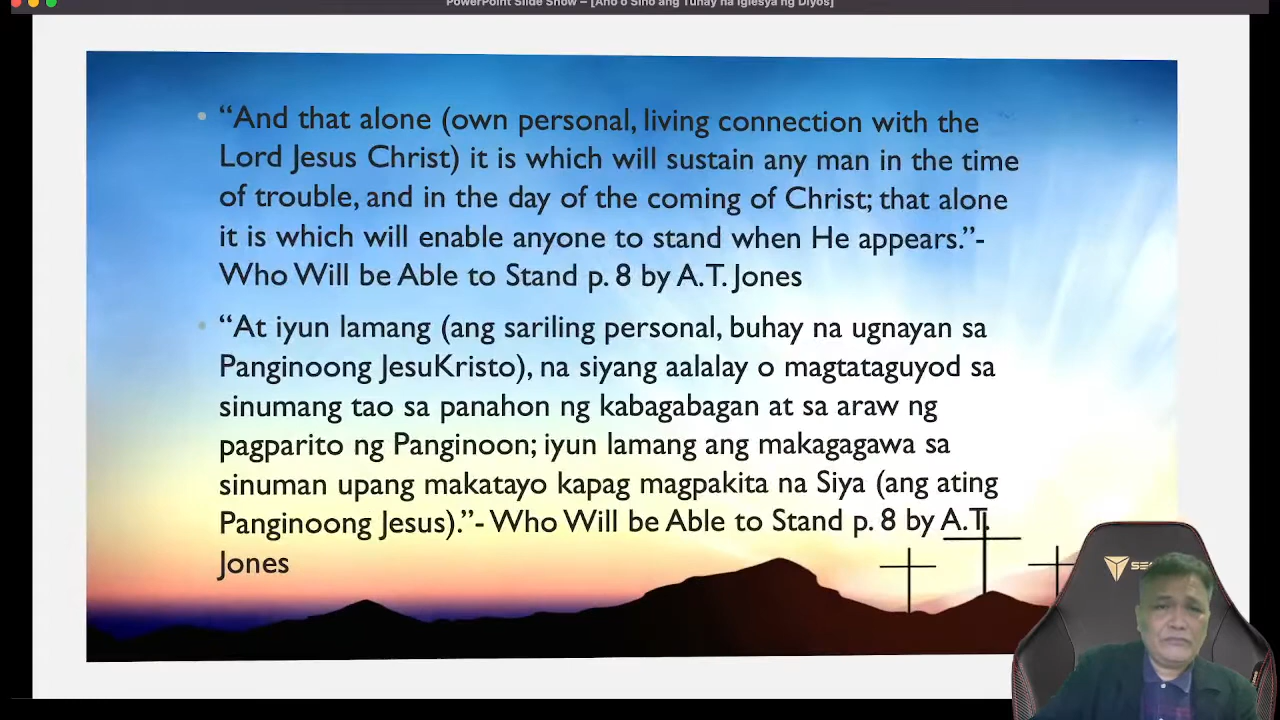 PowerPoint Slide Show – [Ano o Sino ang Tunay na Iglesya ng Diyos]
• “And that alone (own personal, living connection with the
Lord Jesus Christ) it is which will sustain any man in the time
of trouble, and in the day of the coming of Christ; that alone
it is which will enable anyone to stand when He appears.”-
Who Will be Able to Stand p. 8 by A.T. Jones
• “At iyun lamang (ang sariling personal, buhay na ugnayan sa
Panginoong JesuKristo), na siyang aalalay o magtataguyod sa
sinumang tao sa panahon ng kabagabagan at sa araw ng
pagparito ng Panginoon; iyun lamang ang makagagawa sa
sinuman upang makatayo kapag magpakita na Siya (ang ating
Panginoong Jesus).”- Who Will be Able to Stand p. 8 by A.T.
Jones